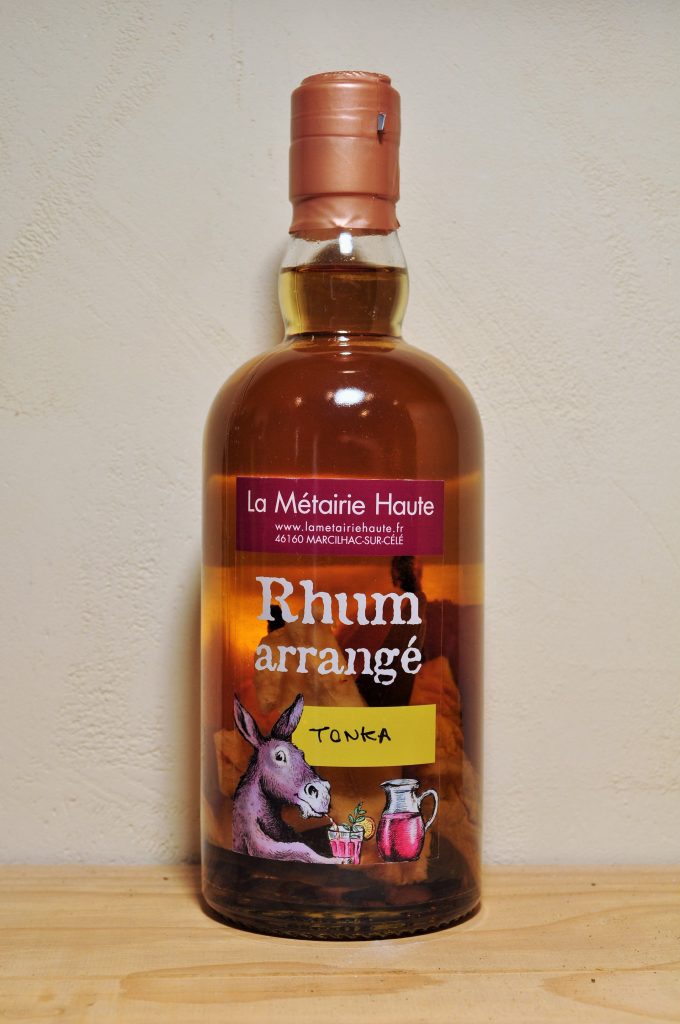 La Métairie Haute
www.lametairiehaute.fr
46160 MARCILHAC-SUR-CÉLÉ
Rhum
arrangé
TONKA